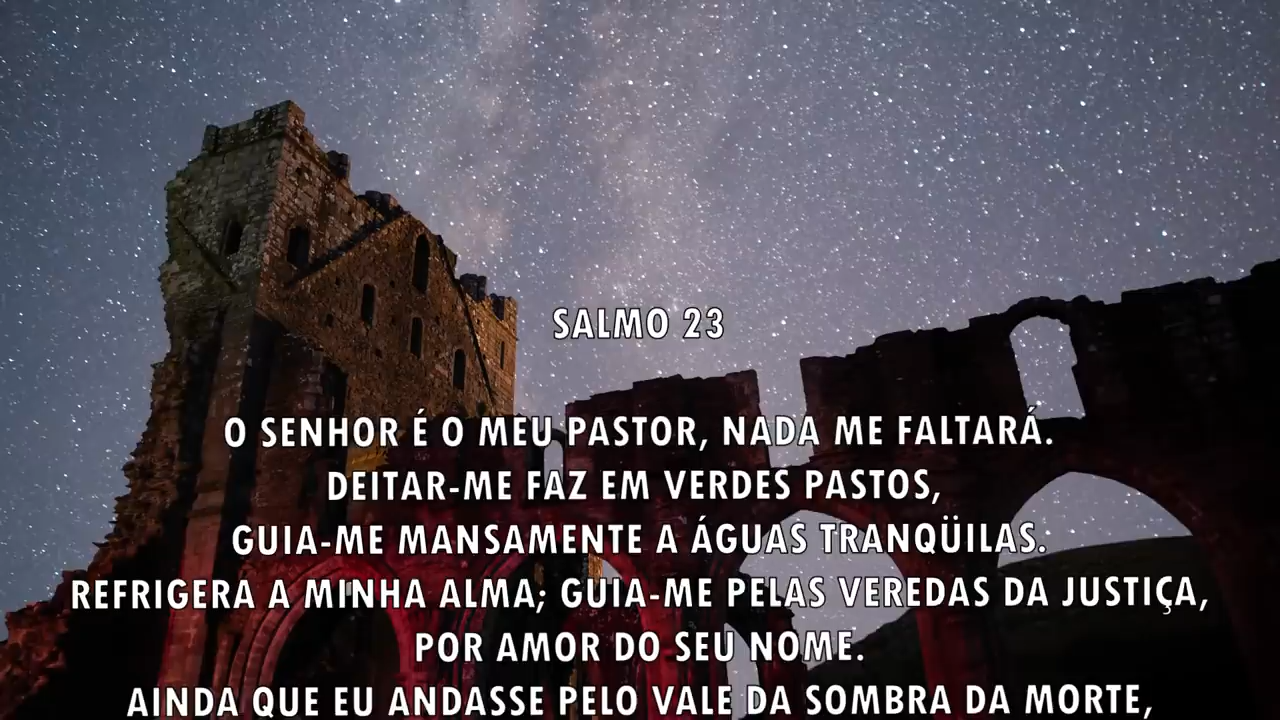 SALMO 23
O SENHOR É O MEU PASTOR, NADA ME FALTARÁ.
DEITAR-ME FAZ EM VERDES PASTOS,
GUIA-ME MANSAMENTE A ÁGUAS TRANQÜILAS.
REFRIGERA A MINHA ALMA; GUIA-ME PELAS VEREDAS DA JUSTIÇA,
POR AMOR DO SEU NOME.
AINDA QUE EU ANDASSE PELO VALE DA SOMBRA DA MORTE,